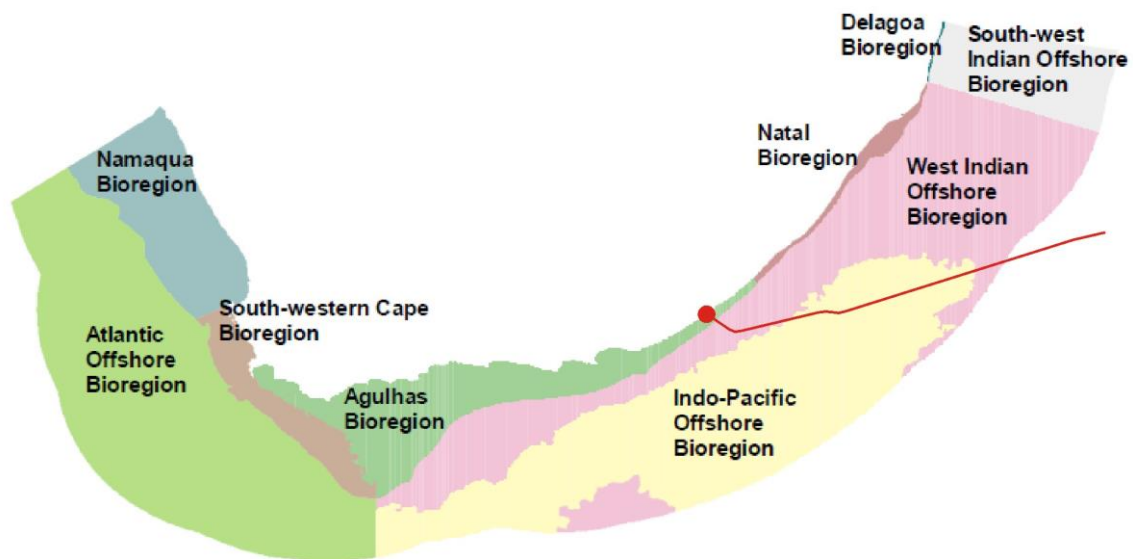 Delagoa
Bioregion
South-west
Indian Offshore
Bioregion
Namaqua
Bioregion
Natal
Bioregion
West Indian
Offshore
Bioregion
South-western Cape
Bioregion
Atlantic
Offshore
Bioregion
Agulhas
Bioregion
Indo-Pacific
Offshore
Bioregion